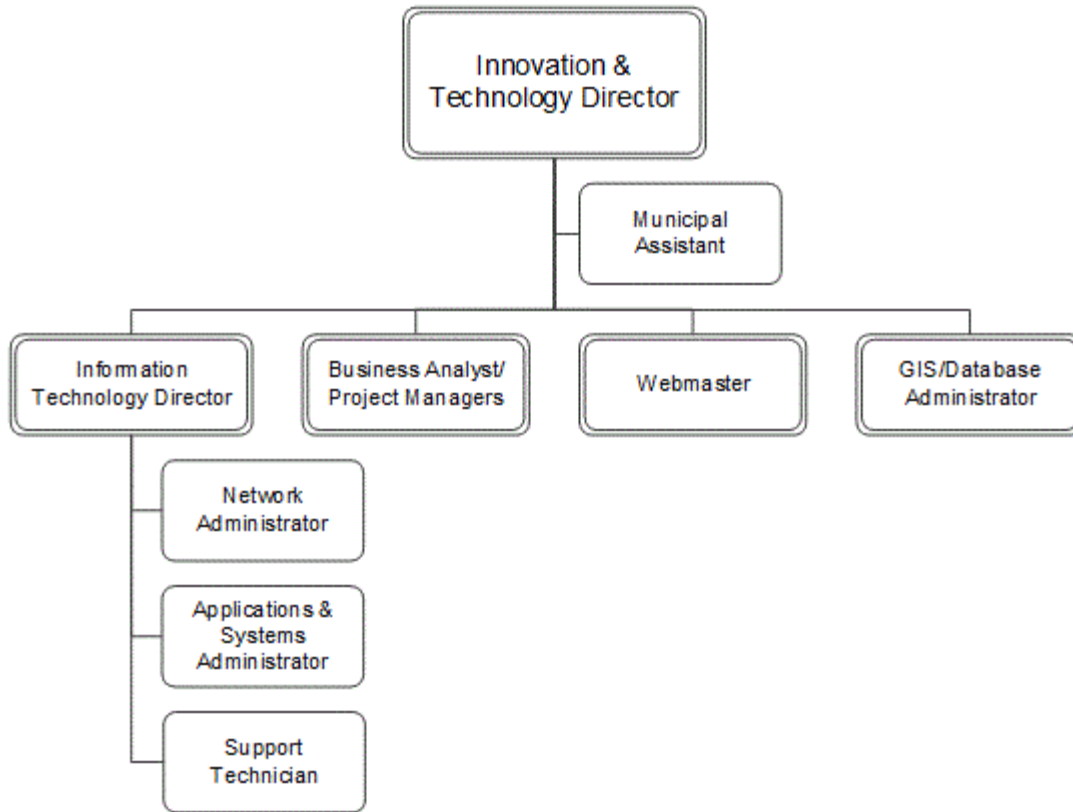 Innovation &
Technology Director
Municipal
Assistant
Information
Technology Director
Business Analyst/
Project Managers
Webmaster
GIS/Database
Administrator
Network
Administrator
Applications &
Systems
Administrator
Support
Technician